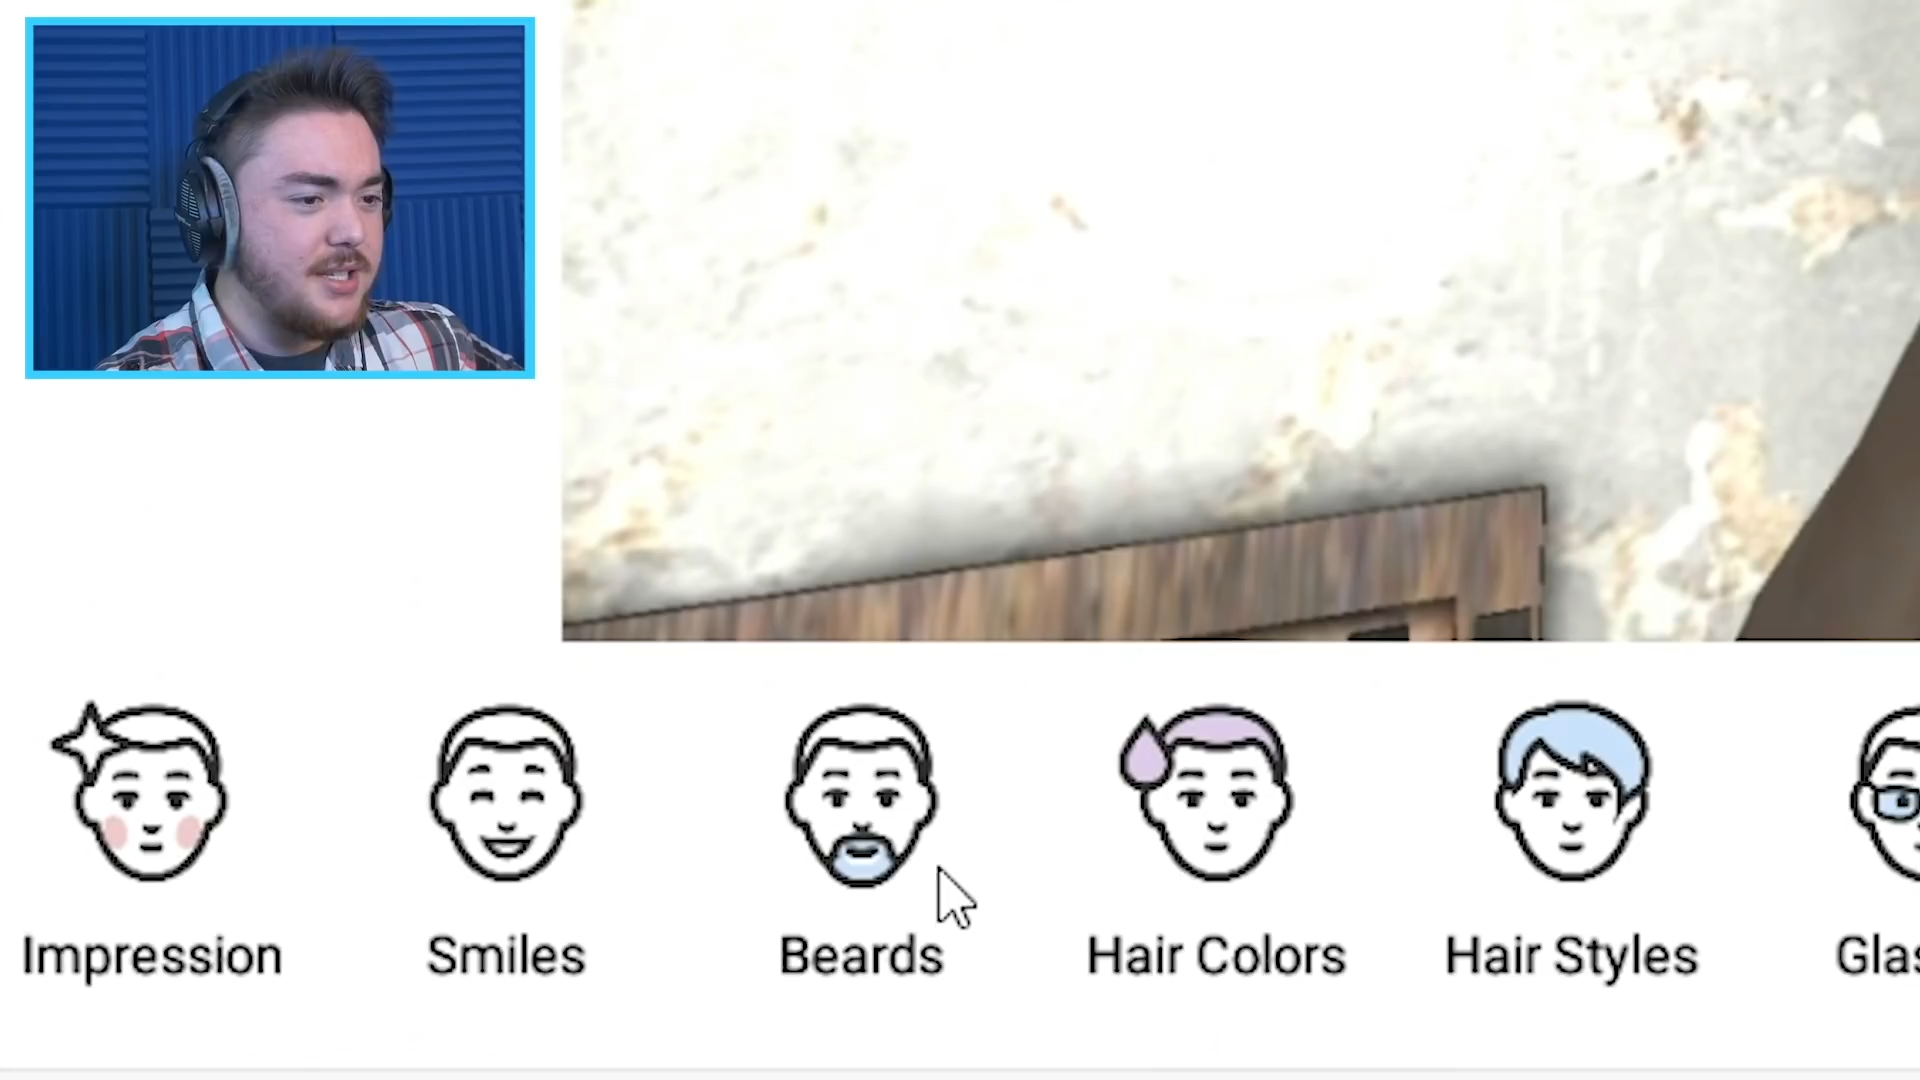 Impression
Smiles
Beards
Hair Colors
Hair Styles